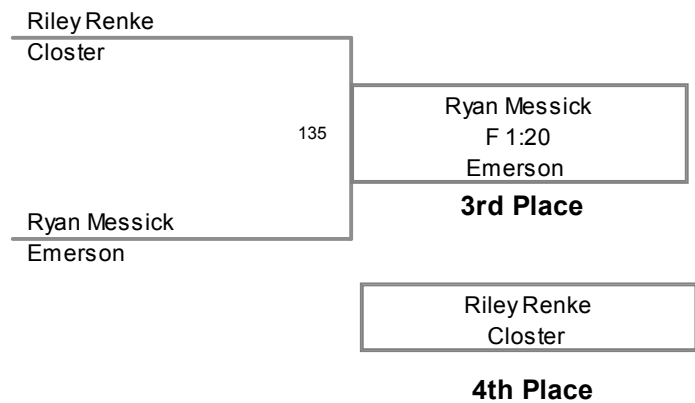 Riley Renke
Closter
135
Ryan Messick
F 1:20
Emerson
3rd Place
Ryan Messick
Emerson
Riley Renke
Closter
4th Place